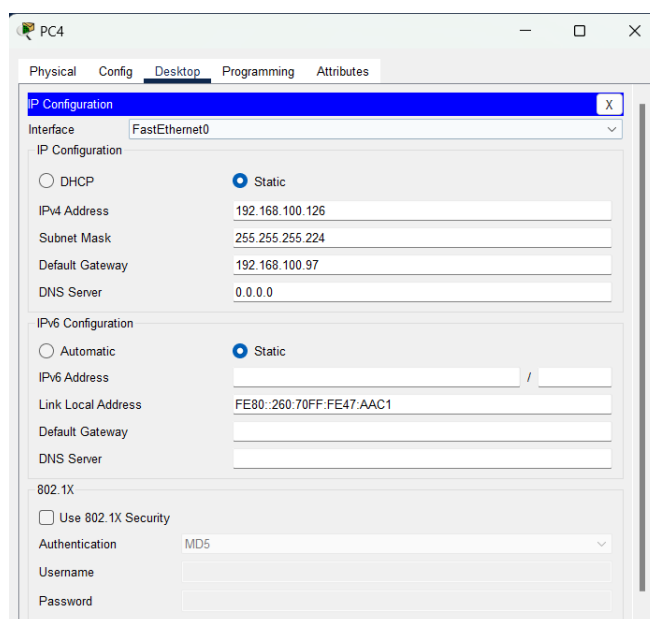 PC4
Physical Config Desktop Programming Attributes
IP Configuration X
Interface FastEthernet0
IP Configuration
DHCP Static
IPv4 Address 192.168.100.126
Subnet Mask 255.255.255.224
Default Gateway 192.168.100.97
DNS Server 0.0.0.0
IPv6 Configuration
Automatic Static
IPv6 Address /
Link Local Address FE80::260:70FF:FE47:AAC1
Default Gateway
DNS Server
802.1X
Use 802.1X Security
Authentication MD5
Username
Password